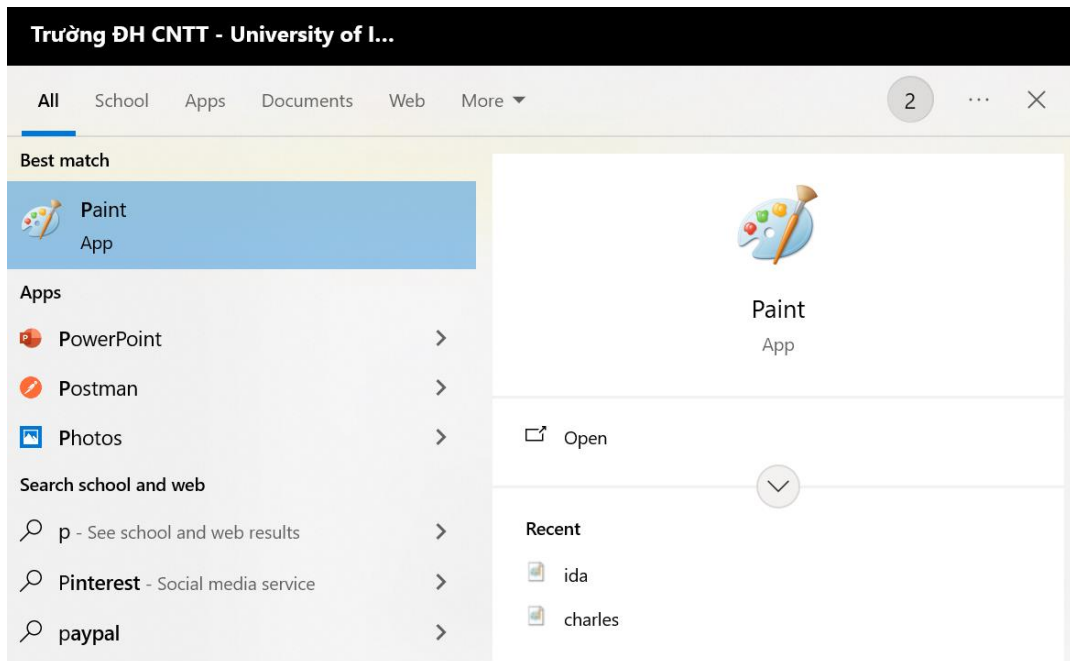 Trường ĐH CNTT - University of I...
All School Apps Documents Web More 2 ...
Best match
Paint
App
Apps
PowerPoint
Postman
Photos
Search school and web
p - See school and web results
Pinterest - Social media service
paypal
Paint
App
Open
Recent
ida
charles